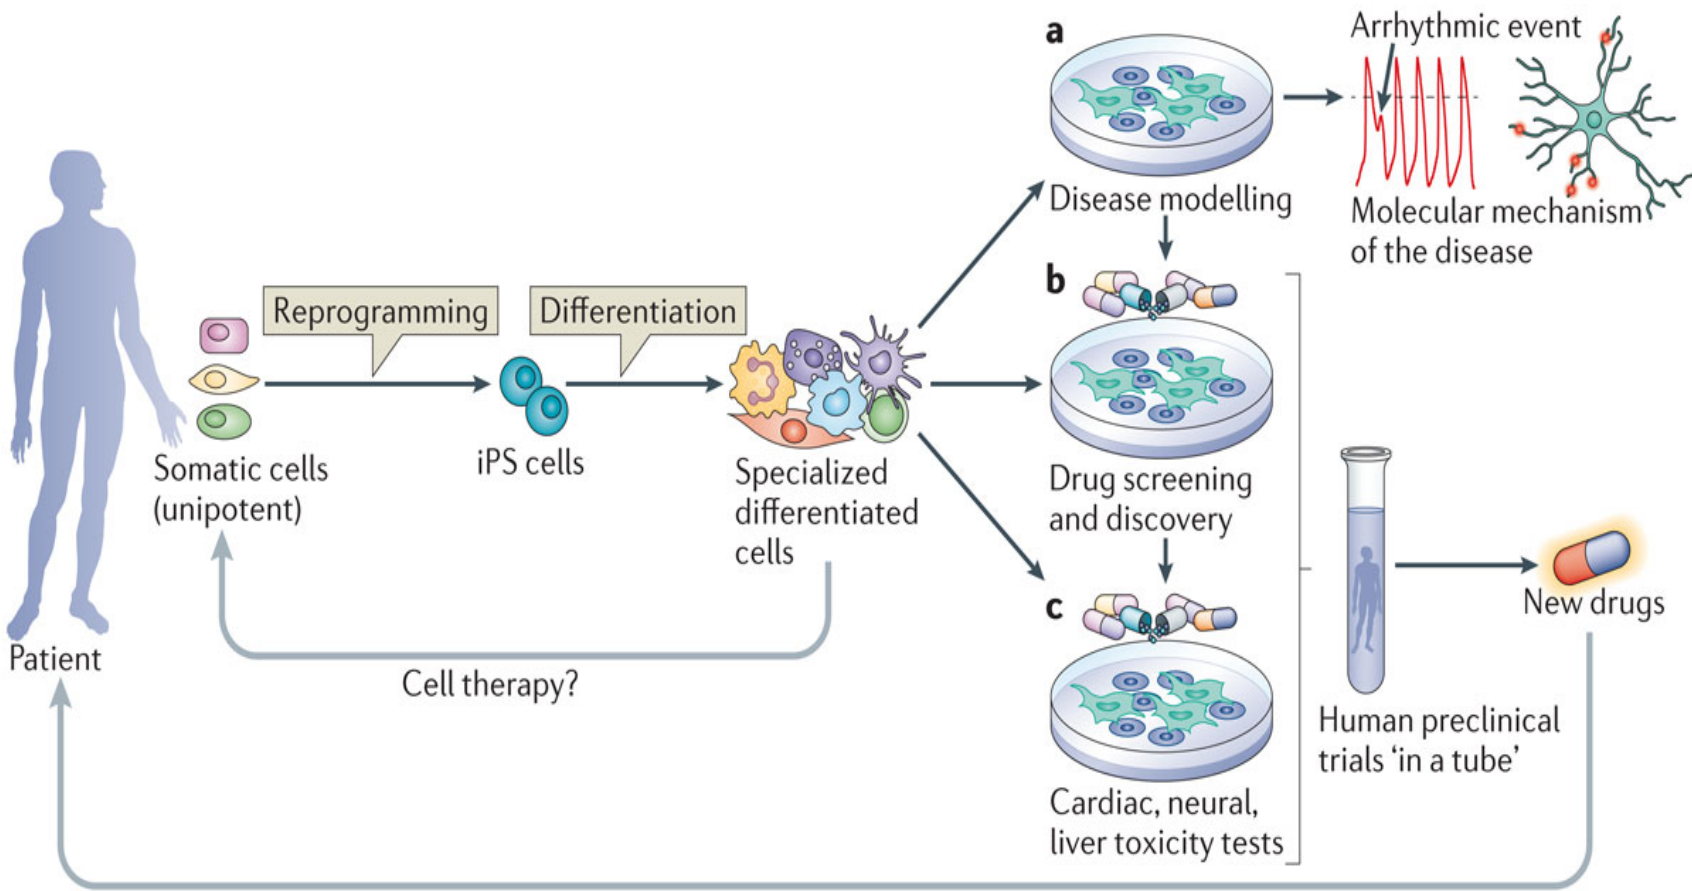 a
Arrhythmic event
Disease modelling
Molecular mechanism
of the disease
b
Reprogramming
Differentiation
Somatic cells
(unipotent)
iPS cells
Specialized
differentiated
cells
Drug screening
and discovery
c
New drugs
Patient
Cell therapy?
Human preclinical
trials ‘in a tube’
Cardiac, neural,
liver toxicity tests